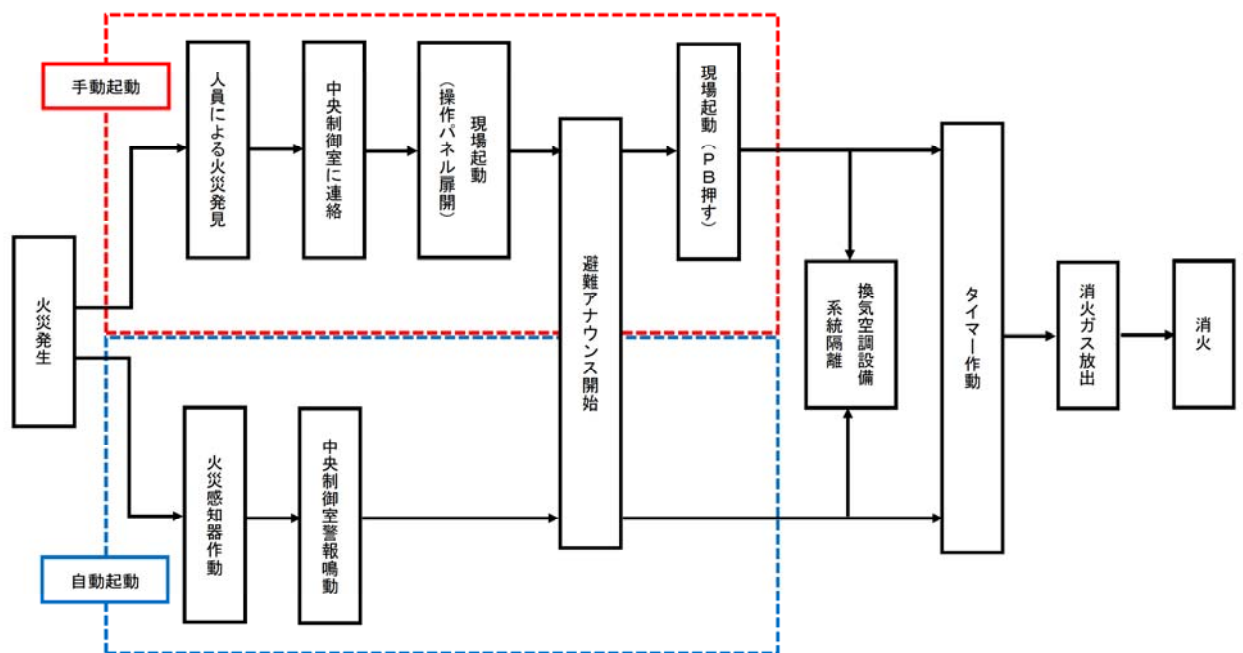 手動起動
人員による火災発見
中央制御室に連絡
現場起動
（操作パネル扉開）
避難アナウンス開始
現場起動（ＰＢ押す）
火災発生
換気空調設備
系統隔離
タイマー作動
消火ガス放出
消火
火災感知器作動
中央制御室警報鳴動
自動起動